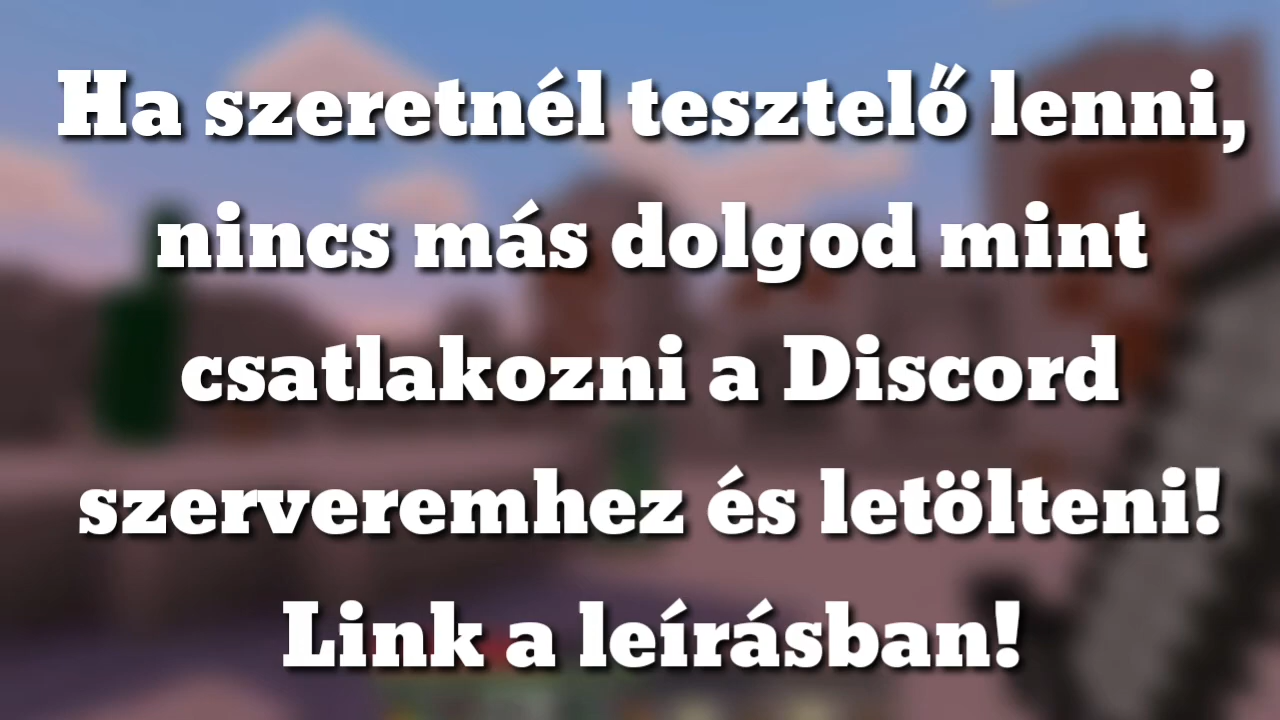 Ha szeretnél tesztelő lenni,
nincs más dolgod mint
csatlakozni a Discord
szerveremhez és letölteni!
Link a leírásban!